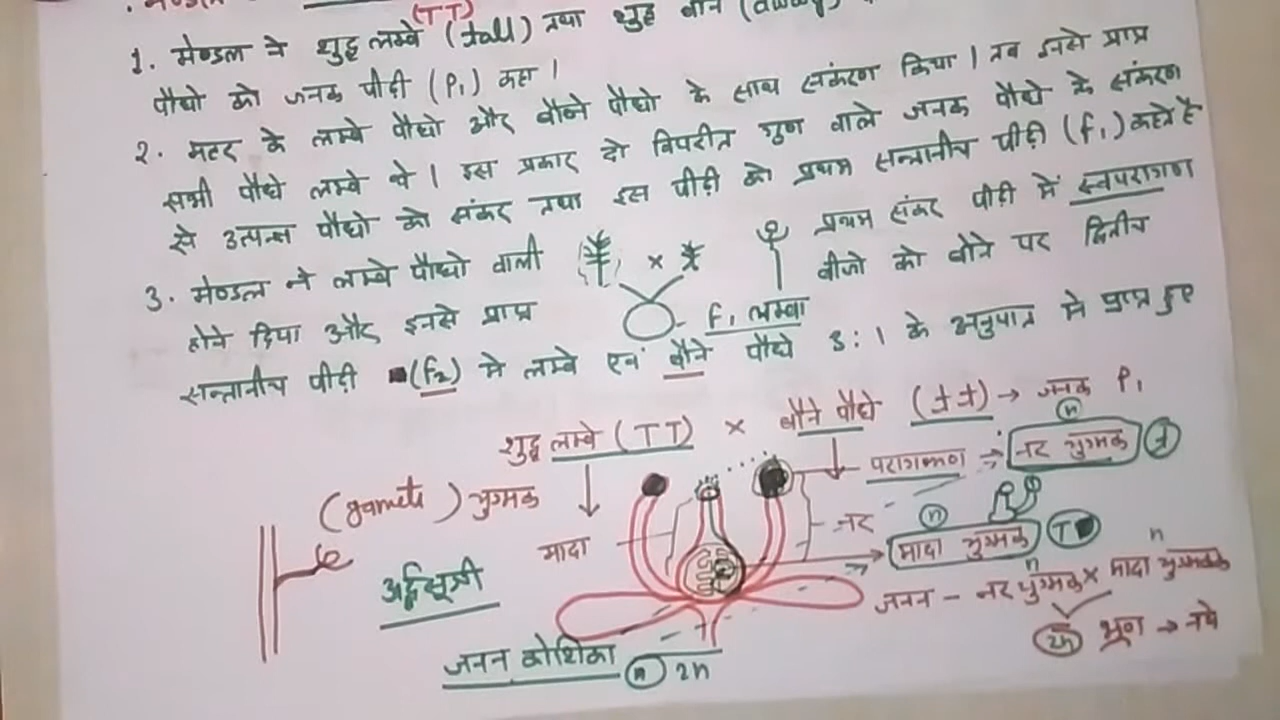 (TT)
1. मेण्डल ने शुद्ध लम्बे (tall) तथा शुद्ध बौने (dwarf)
पौधो को जनक पीढी (P₁) कहा ।
2. मटर के लम्बे पौधो और बौने पौधो के साथ संकरण किया । तब इनसे प्राप्त
सभी पौधे लम्बे थे । इस प्रकार दो विपरीत गुण वाले जनक पौधो के संकरण
से उत्पन्न पौधो को संकर तथा इस पीढी को प्रथम सन्तानीय पीढी (f₁) कहते है
3. मेण्डल ने लम्बे पौधो वाली × प्रथम संकर पीढी में स्वपरागण
होने दिया और इनसे प्राप्त बीजो को बोने पर द्वितीय
f₁ लम्बा
सन्तानीय पीढी (f₂) मे लम्बे एवं बौने पौधे 3:1 के अनुपात मे प्राप्त हुए
शुद्ध लम्बे (TT) × बौने पौधे (tt) → जनक P₁
(gamete) युग्मक
परागकण → नर युग्मक (n) t
मादा
नर
मादा युग्मक (n) T
अर्द्धसूत्री
जनन - नर युग्मक n × मादा युग्मक n
2n भ्रूण → नये
जनन कोशिका (n) 2n